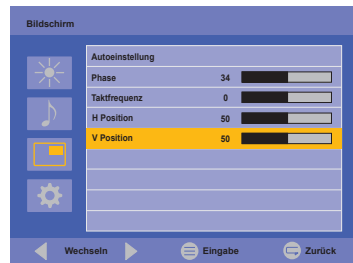 Bildschirm
Autoeinstellung
Phase 34
Taktfrequenz 0
H Position 50
V Position 50
Wechseln Eingabe Zurück